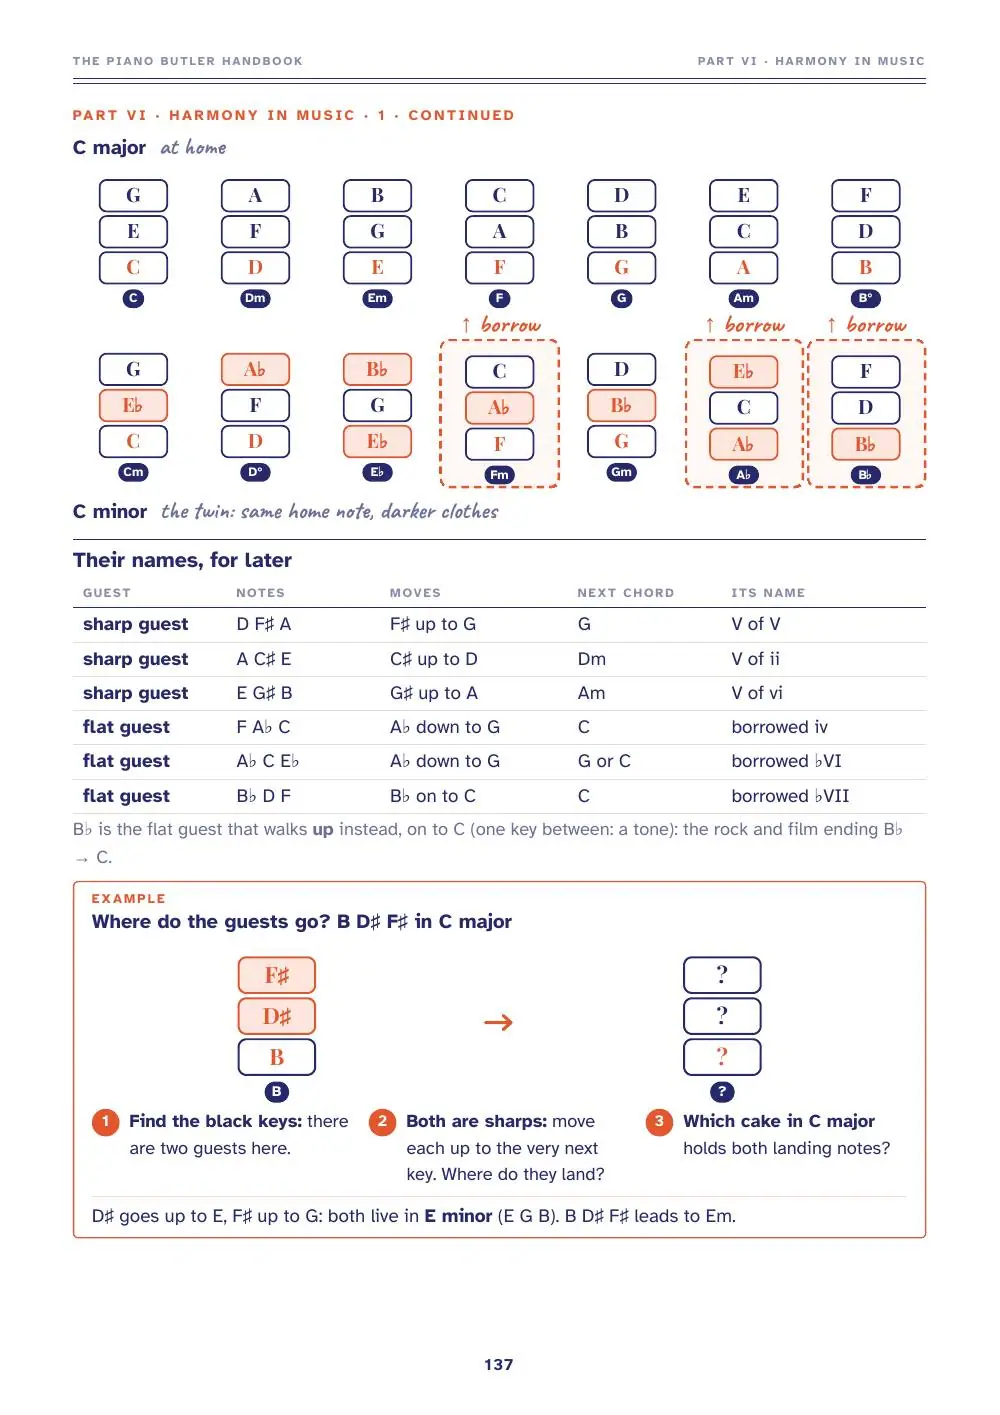 THE PIANO BUTLER HANDBOOK PART VI · HARMONY IN MUSIC
PART VI · HARMONY IN MUSIC · 1 · CONTINUED
C major at home
G A B C D E F
E F G A B C D
C D E F G A B
C Dm Em F G Am B°
↑ borrow ↑ borrow ↑ borrow
G A♭ B♭ C D E♭ F
E♭ F G A♭ B♭ C D
C D E♭ F G A♭ B♭
Cm D° E♭ Fm Gm A♭ B♭
C minor the twin: same home note, darker clothes
Their names, for later
GUEST NOTES MOVES NEXT CHORD ITS NAME
sharp guest D F♯ A F♯ up to G G V of V
sharp guest A C♯ E C♯ up to D Dm V of ii
sharp guest E G♯ B G♯ up to A Am V of vi
flat guest F A♭ C A♭ down to G C borrowed iv
flat guest A♭ C E♭ A♭ down to G G or C borrowed ♭VI
flat guest B♭ D F B♭ on to C C borrowed ♭VII
B♭ is the flat guest that walks up instead, on to C (one key between: a tone): the rock and film ending B♭
→ C.
EXAMPLE
Where do the guests go? B D♯ F♯ in C major
F♯ ?
D♯ → ?
B ?
B ?
1 Find the black keys: there
are two guests here.
2 Both are sharps: move
each up to the very next
key. Where do they land?
3 Which cake in C major
holds both landing notes?
D♯ goes up to E, F♯ up to G: both live in E minor (E G B). B D♯ F♯ leads to Em.
137